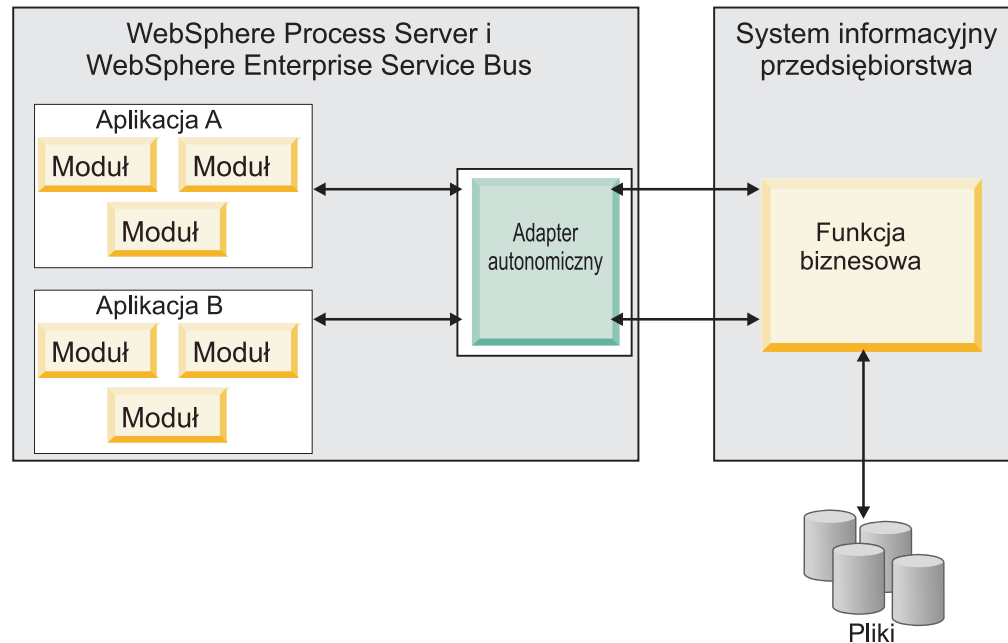 WebSphere Process Server i
WebSphere Enterprise Service Bus
Aplikacja A
Moduł
Moduł
Moduł
Aplikacja B
Moduł
Moduł
Moduł
Adapter
autonomiczny
System informacyjny
przedsiębiorstwa
Funkcja
biznesowa
Pliki